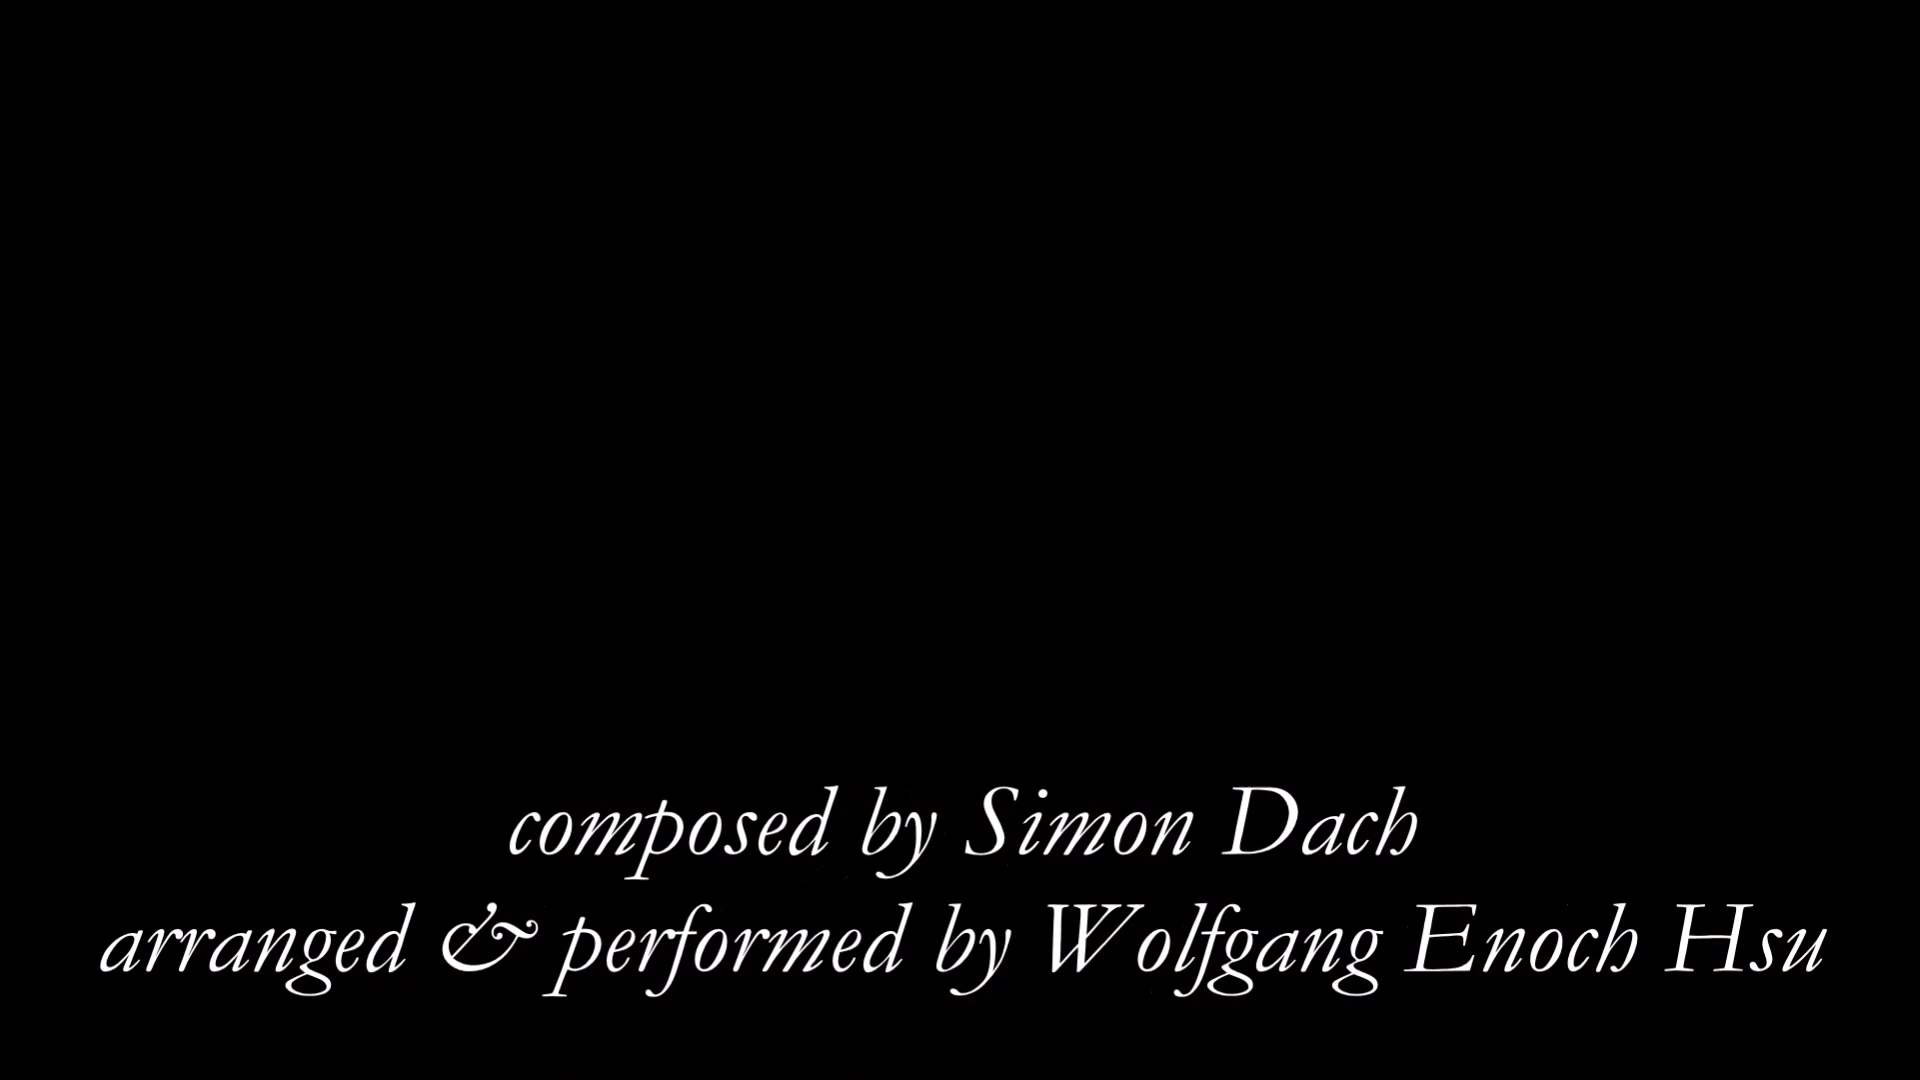 composed by Simon Dach
arranged & performed by Wolfgang Enoch Hsu